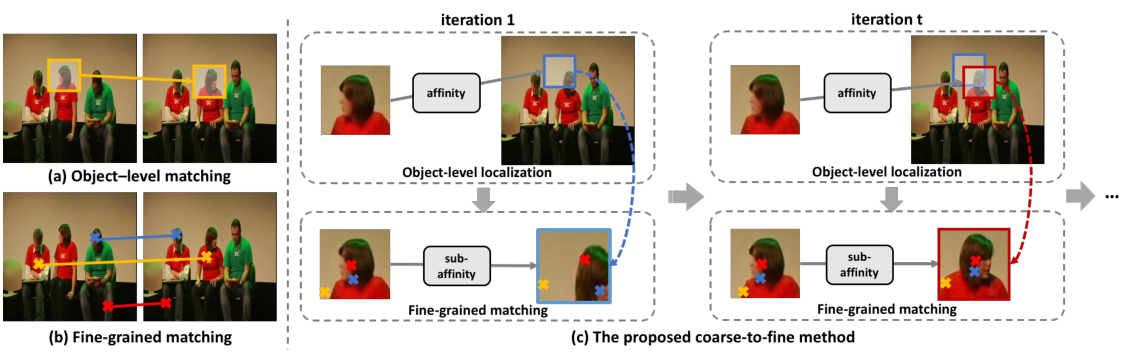 iteration 1
iteration t
affinity
affinity
(a) Object–level matching
Object-level localization
Object-level localization
...
sub-
affinity
sub-
affinity
Fine-grained matching
Fine-grained matching
(b) Fine-grained matching
(c) The proposed coarse-to-fine method